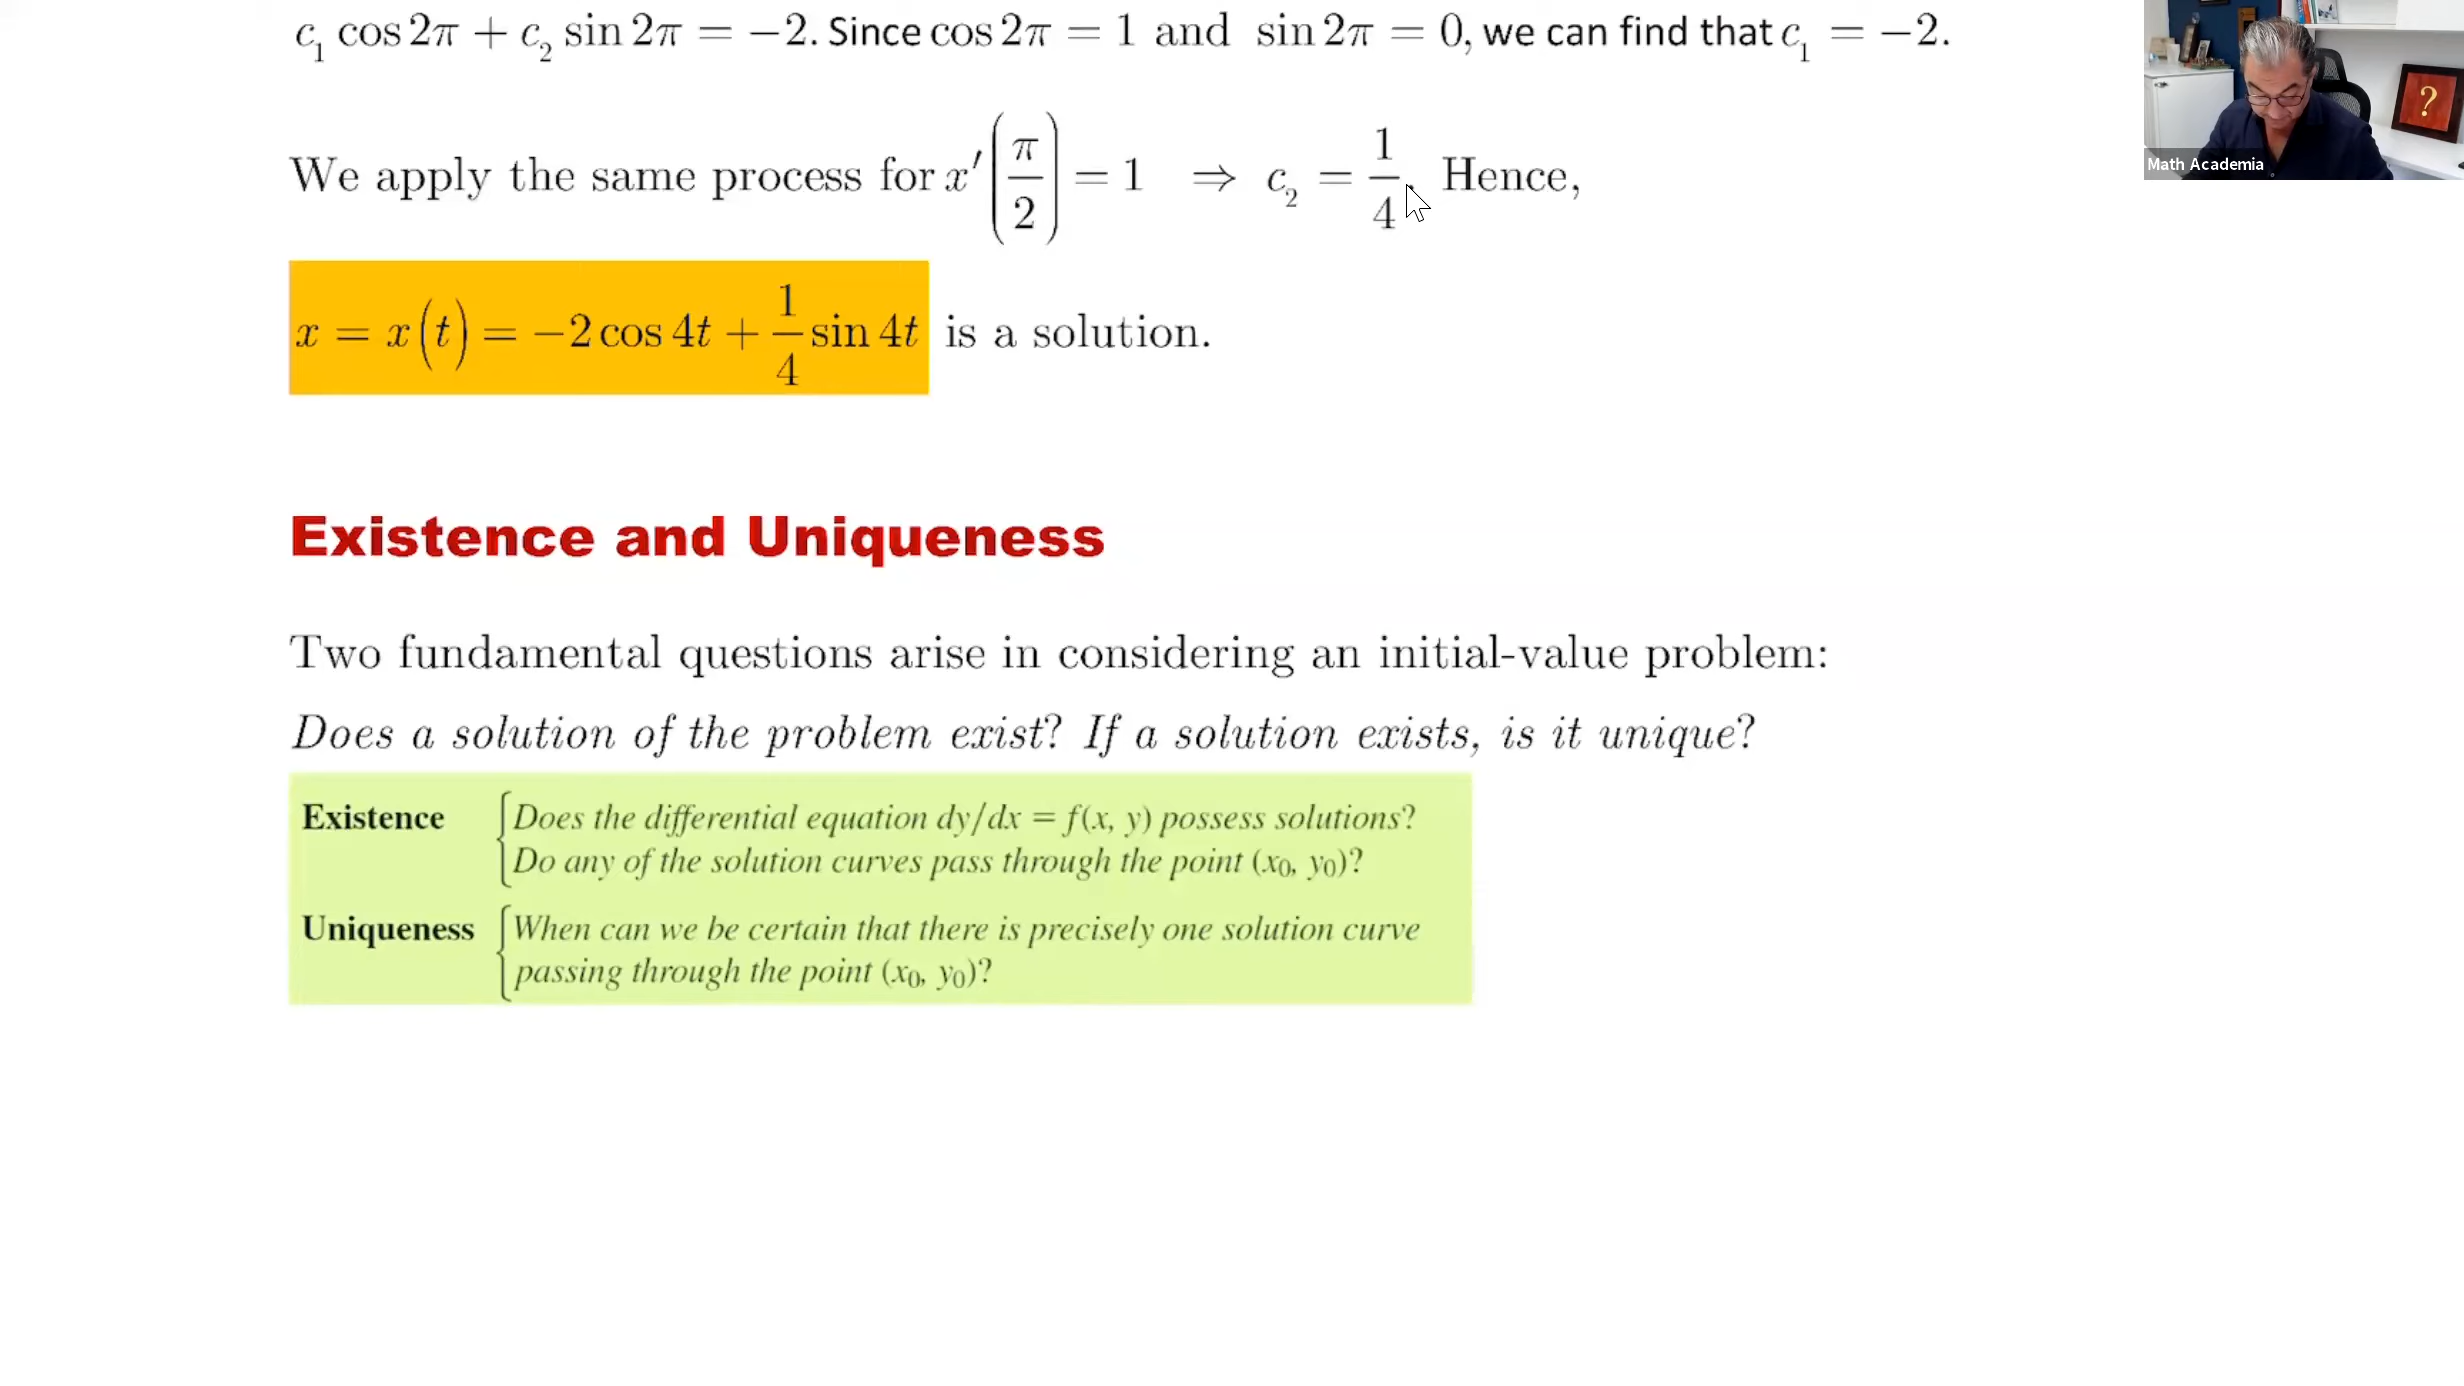 c₁ cos 2π + c₂ sin 2π = −2. Since cos 2π = 1 and sin 2π = 0, we can find that c₁ = −2.
We apply the same process for x′(π/2) = 1 ⇒ c₂ = 1/4. Hence,
x = x(t) = −2 cos 4t + 1/4 sin 4t is a solution.
Existence and Uniqueness
Two fundamental questions arise in considering an initial-value problem:
Does a solution of the problem exist? If a solution exists, is it unique?
Existence Does the differential equation dy/dx = f(x, y) possess solutions?
Do any of the solution curves pass through the point (x₀, y₀)?
Uniqueness When can we be certain that there is precisely one solution curve
passing through the point (x₀, y₀)?
?
Math Academia